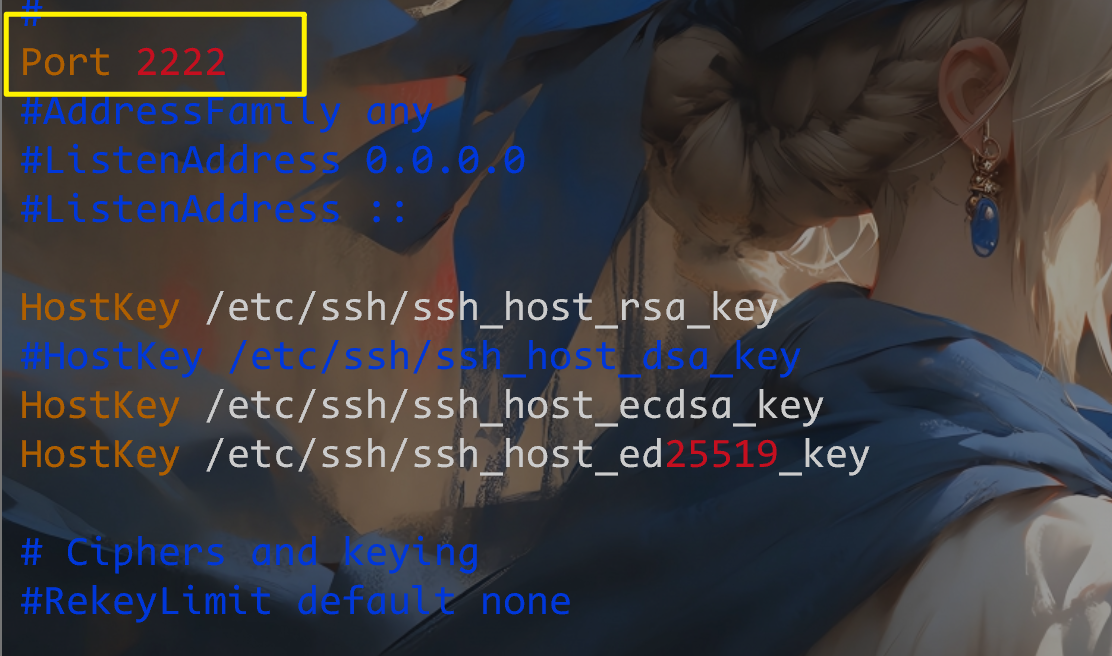 #
Port 2222
#AddressFamily any
#ListenAddress 0.0.0.0
#ListenAddress ::
HostKey /etc/ssh/ssh_host_rsa_key
#HostKey /etc/ssh/ssh_host_dsa_key
HostKey /etc/ssh/ssh_host_ecdsa_key
HostKey /etc/ssh/ssh_host_ed25519_key
# Ciphers and keying
#RekeyLimit default none